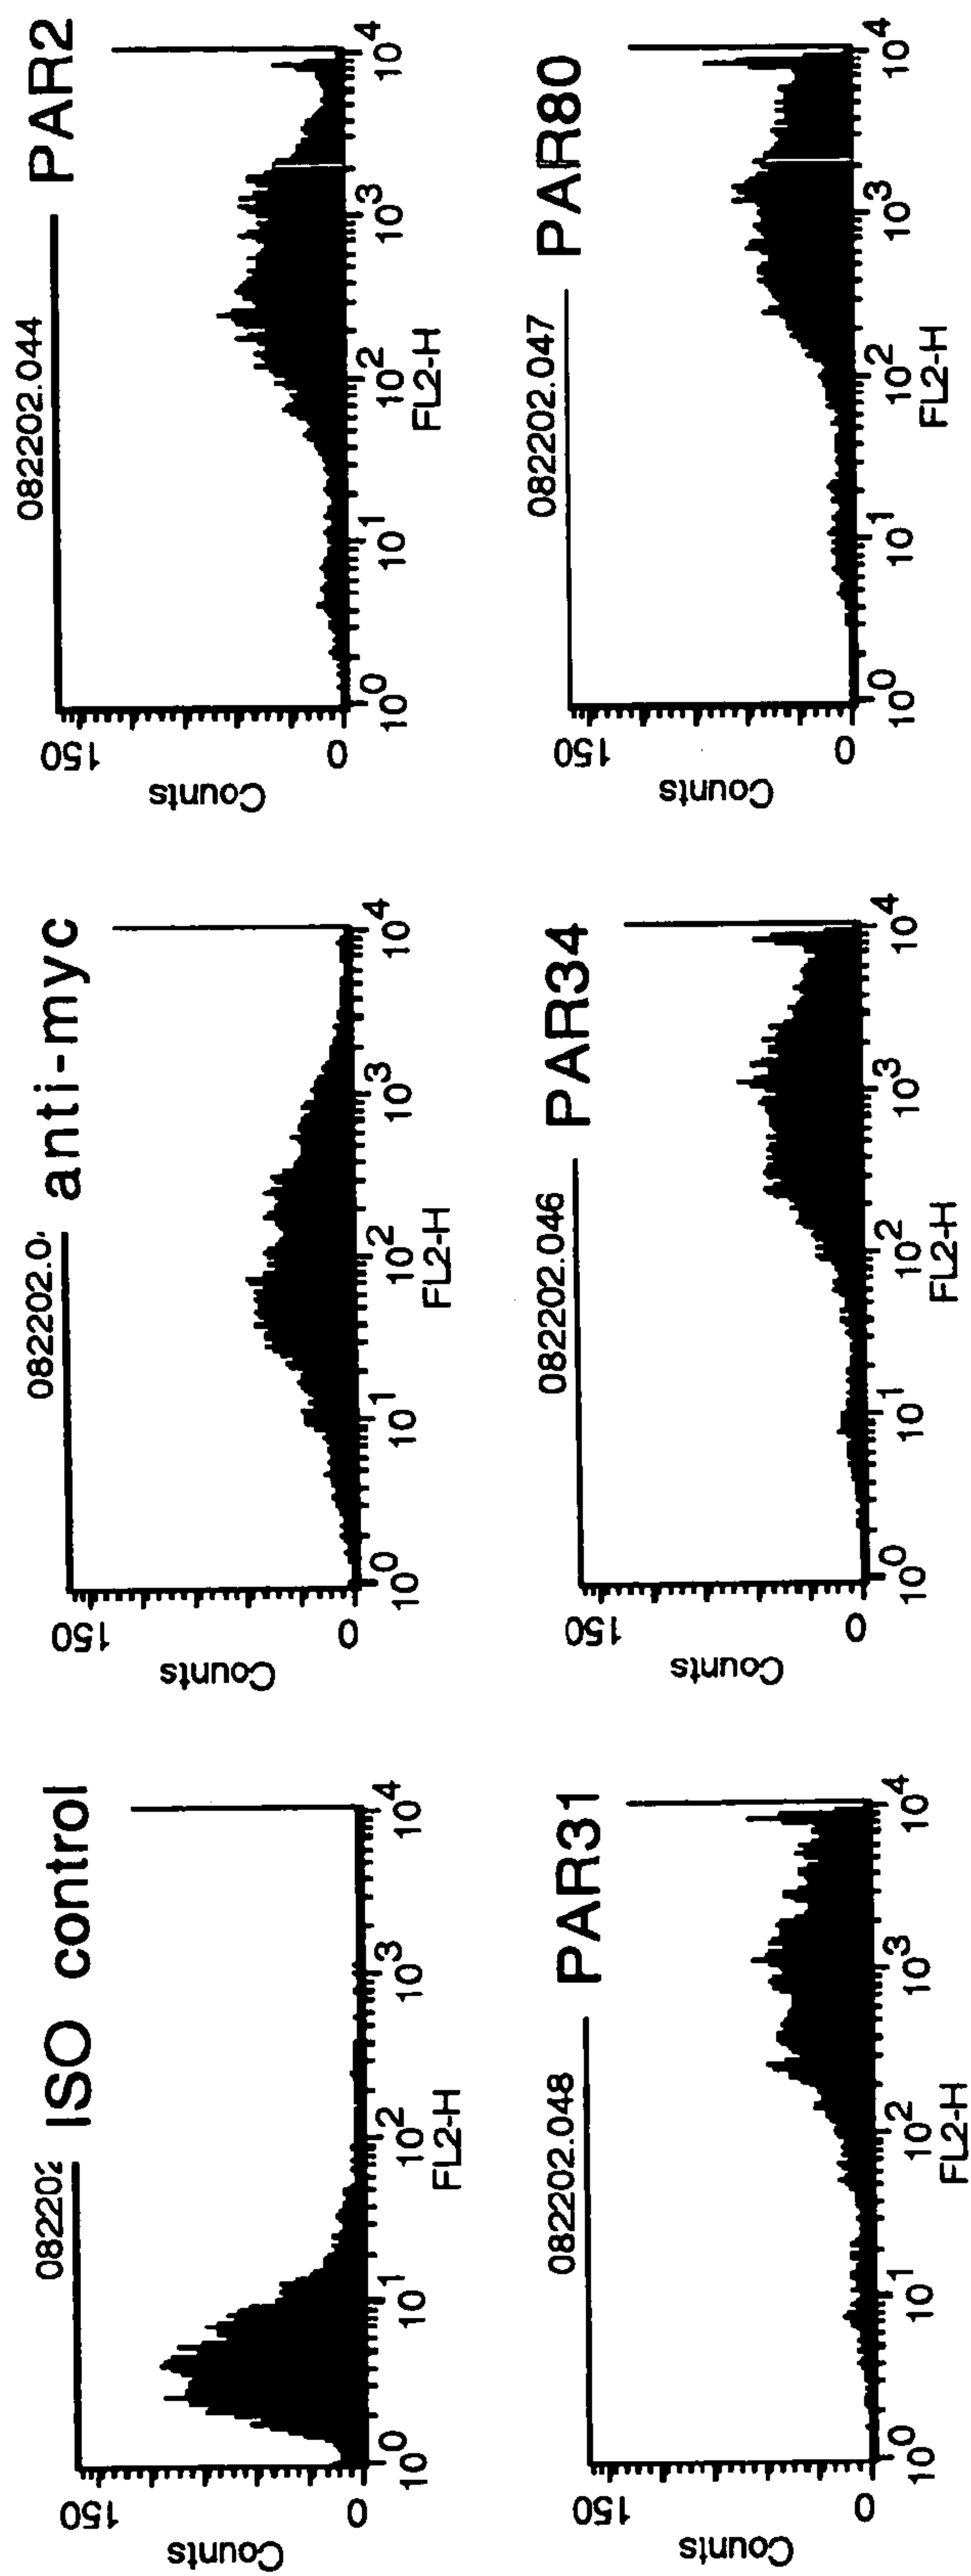 082202 ISO control
Counts
150
0
10^0 10^1 10^2 10^3 10^4
FL2-H
082202.0 anti-myc
Counts
150
0
10^0 10^1 10^2 10^3 10^4
FL2-H
082202.044 PAR2
Counts
150
0
10^0 10^1 10^2 10^3 10^4
FL2-H
082202.048 PAR31
Counts
150
0
10^0 10^1 10^2 10^3 10^4
FL2-H
082202.046 PAR34
Counts
150
0
10^0 10^1 10^2 10^3 10^4
FL2-H
082202.047 PAR80
Counts
150
0
10^0 10^1 10^2 10^3 10^4
FL2-H